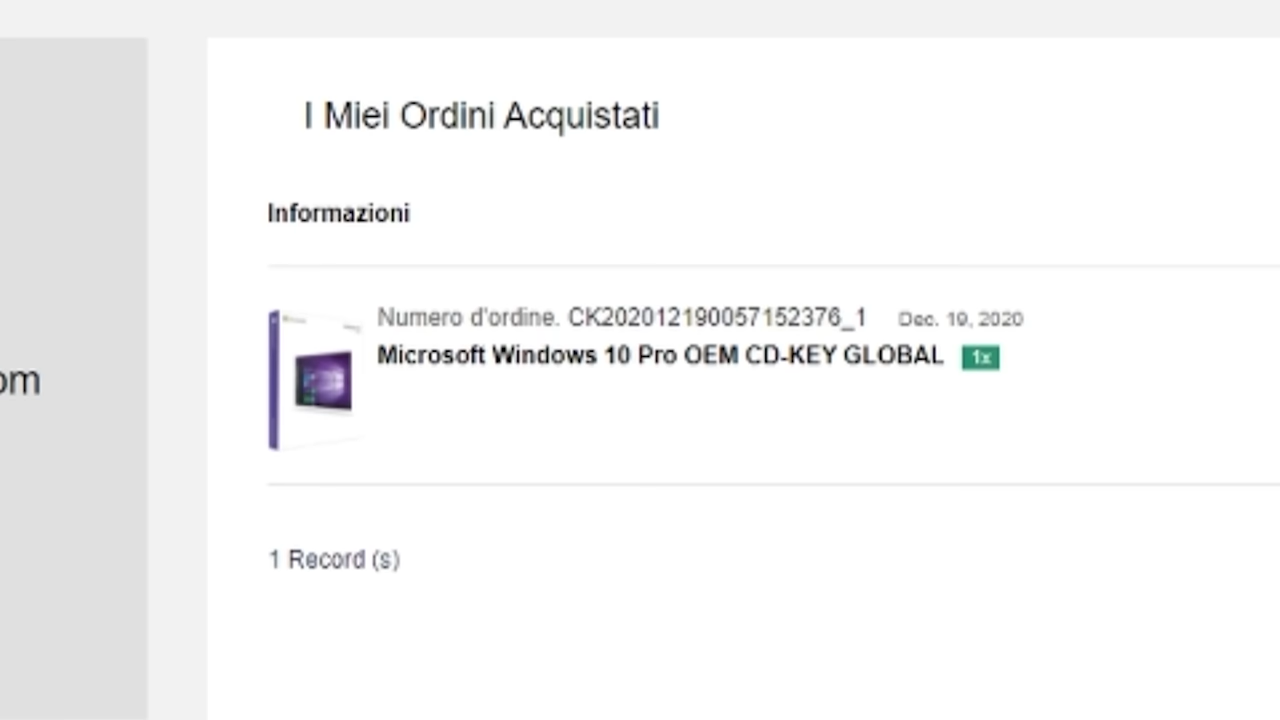 I Miei Ordini Acquistati
Informazioni
Numero d'ordine. CK202012190057152376_1 Dec. 19, 2020
Microsoft Windows 10 Pro OEM CD-KEY GLOBAL 1x
om
1 Record (s)